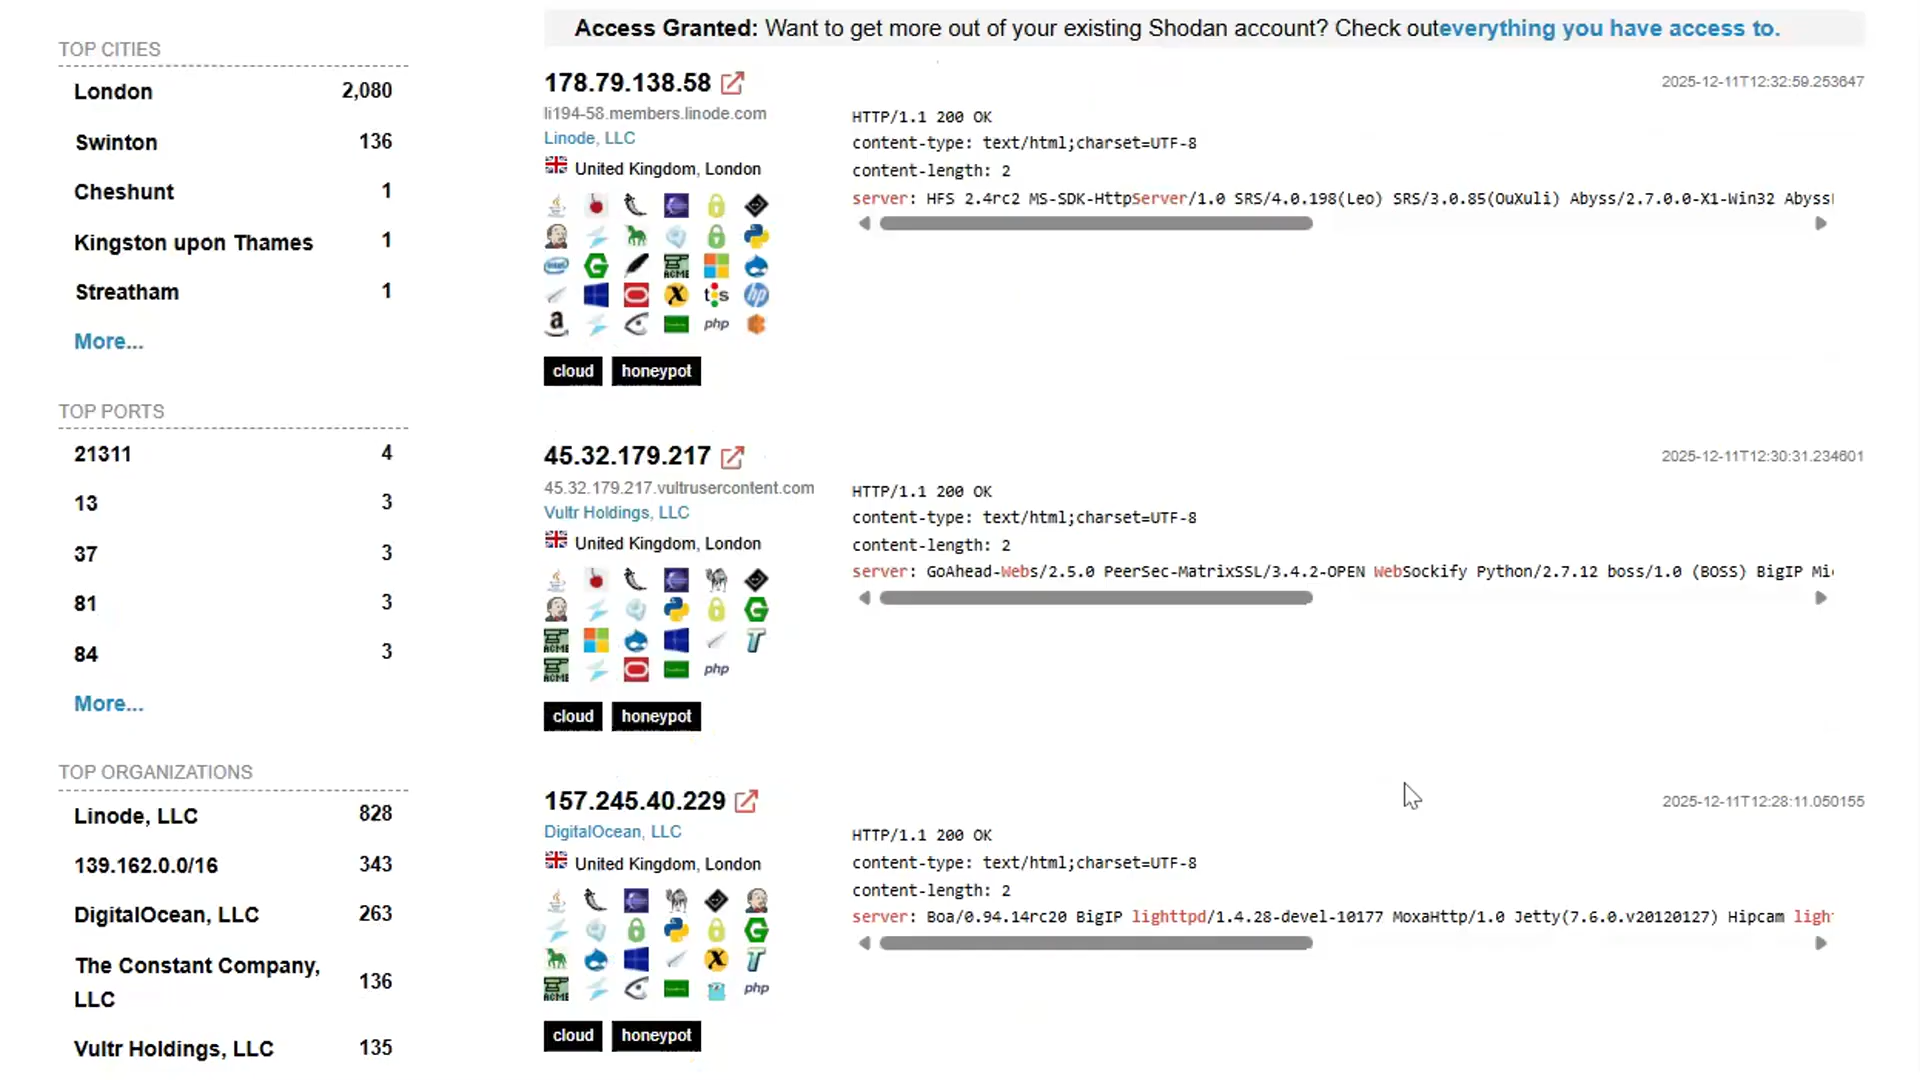 Access Granted: Want to get more out of your existing Shodan account? Check out everything you have access to.
TOP CITIES
London 2,080
Swinton 136
Cheshunt 1
Kingston upon Thames 1
Streatham 1
More...
TOP PORTS
21311 4
13 3
37 3
81 3
84 3
More...
TOP ORGANIZATIONS
Linode, LLC 828
139.162.0.0/16 343
DigitalOcean, LLC 263
The Constant Company, LLC 136
Vultr Holdings, LLC 135
178.79.138.58
2025-12-11T12:32:59.253647
li194-58.members.linode.com
Linode, LLC
United Kingdom, London
ACME
intel
hp
php
cloud honeypot
HTTP/1.1 200 OK
content-type: text/html;charset=UTF-8
content-length: 2
server: HFS 2.4rc2 MS-SDK-HttpServer/1.0 SRS/4.0.198(Leo) SRS/3.0.85(OuXuli) Abyss/2.7.0.0-X1-Win32 Abyss
45.32.179.217
2025-12-11T12:30:31.234601
45.32.179.217.vultrusercontent.com
Vultr Holdings, LLC
United Kingdom, London
ACME
ACME
php
cloud honeypot
HTTP/1.1 200 OK
content-type: text/html;charset=UTF-8
content-length: 2
server: GoAhead-Webs/2.5.0 PeerSec-MatrixSSL/3.4.2-OPEN WebSockify Python/2.7.12 boss/1.0 (BOSS) BigIP Mi
157.245.40.229
2025-12-11T12:28:11.050155
DigitalOcean, LLC
United Kingdom, London
ACME
php
cloud honeypot
HTTP/1.1 200 OK
content-type: text/html;charset=UTF-8
content-length: 2
server: Boa/0.94.14rc20 BigIP lighttpd/1.4.28-devel-10177 MoxaHttp/1.0 Jetty(7.6.0.v20120127) Hipcam ligh